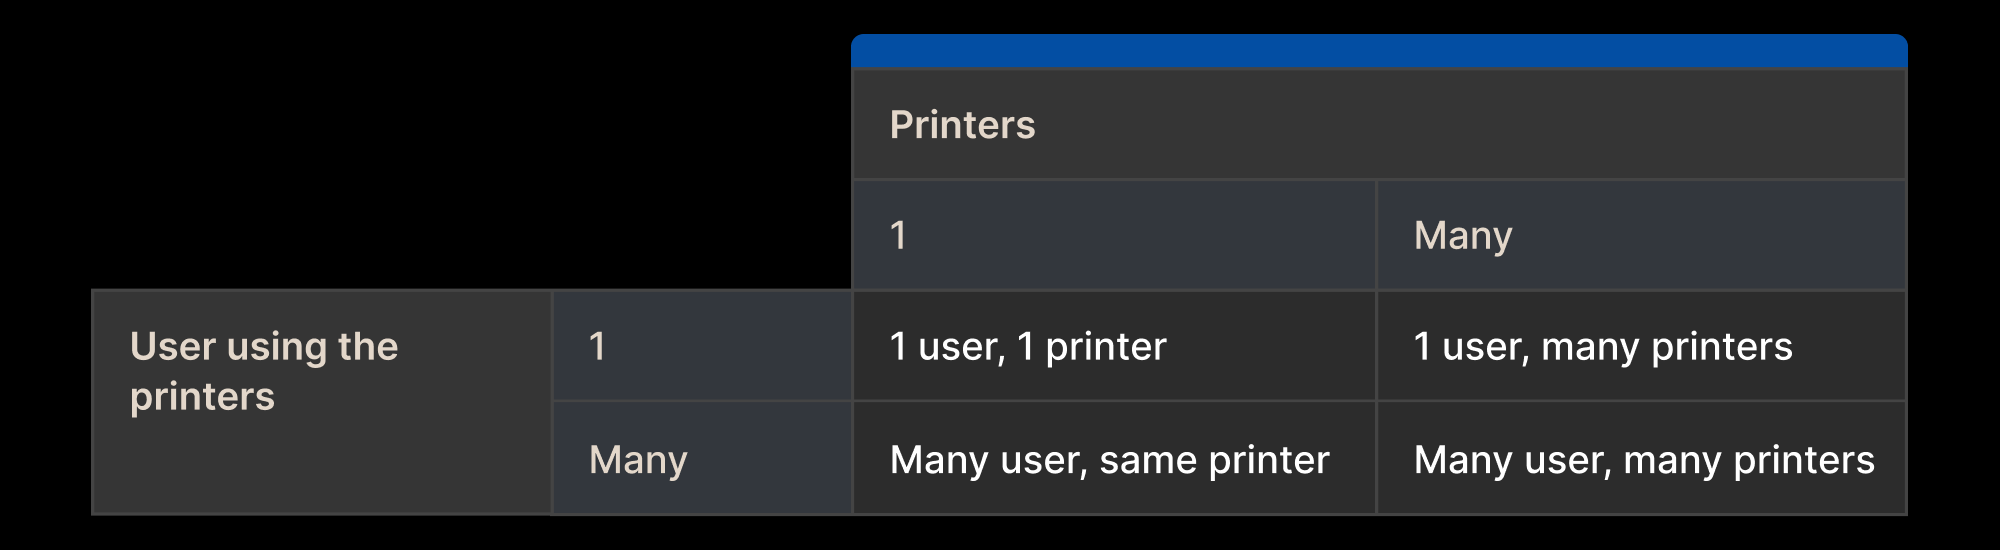 Printers
1
Many
User using the
printers
1
1 user, 1 printer
1 user, many printers
Many
Many user, same printer
Many user, many printers